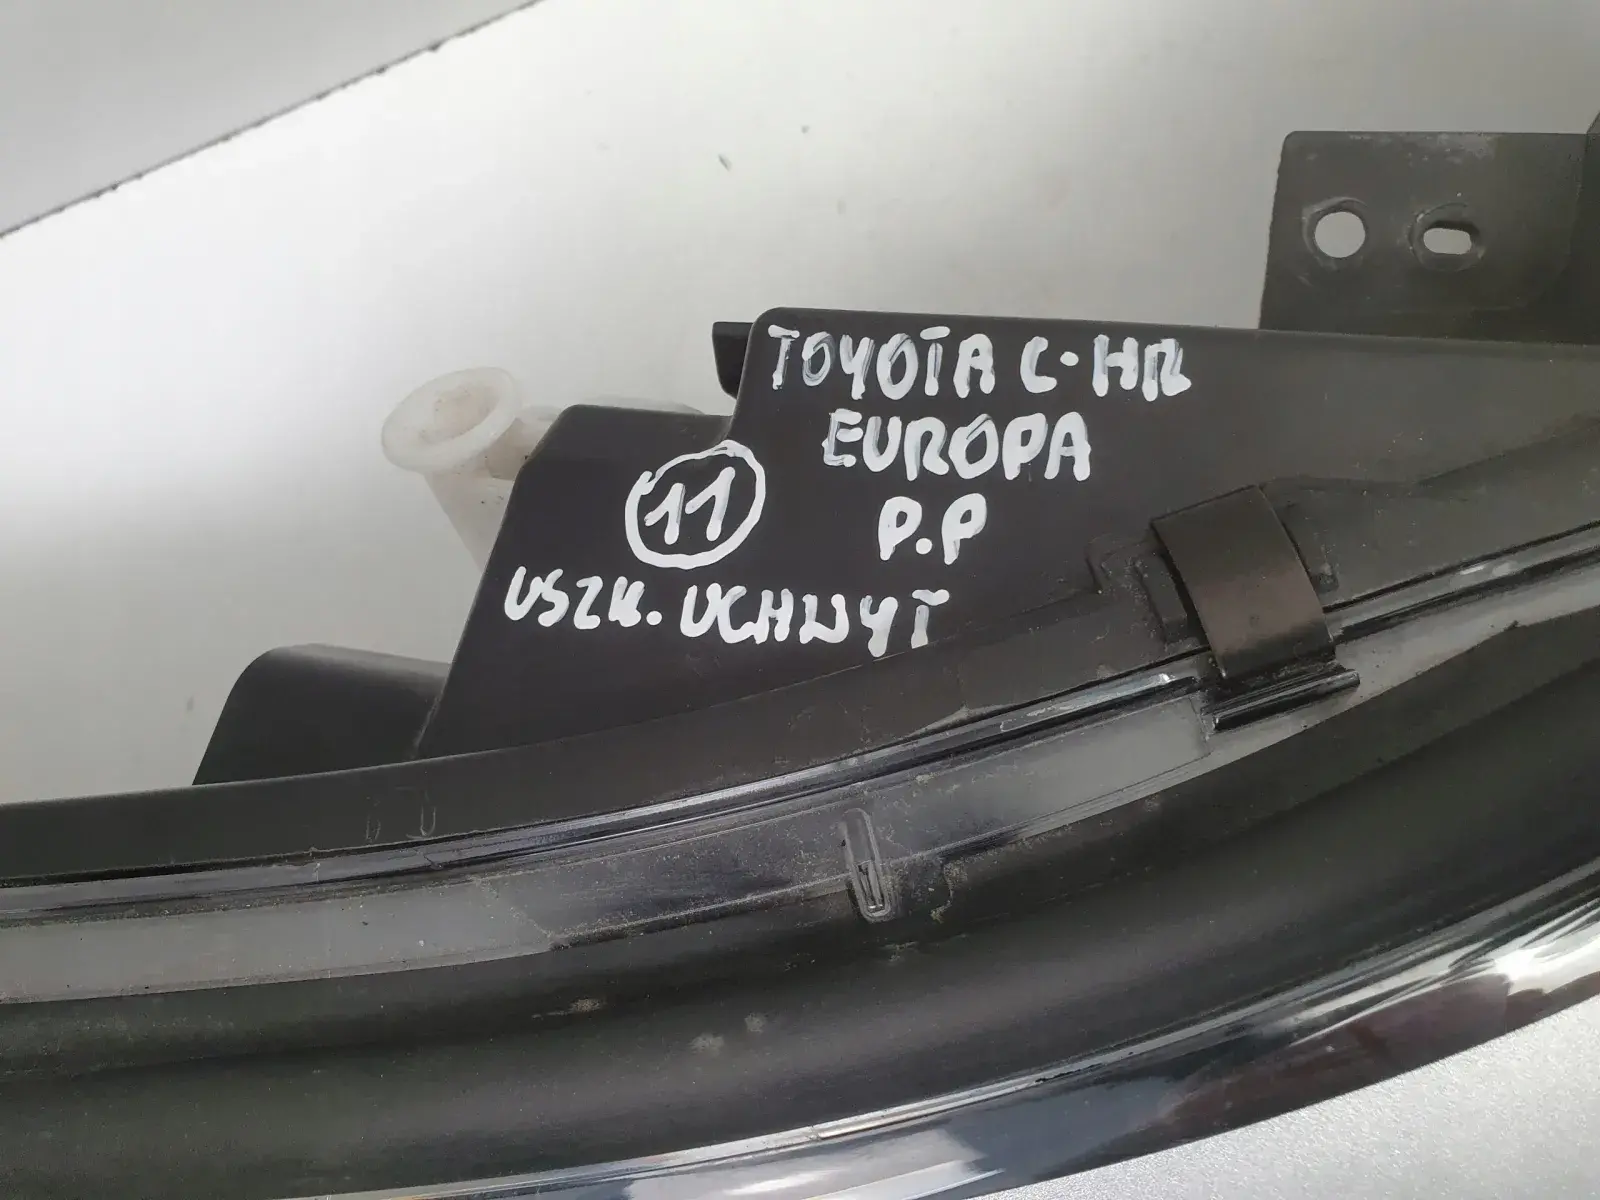 TOYOTA C-HR
EUROPA
11
P.P
USZK. UCHWYT